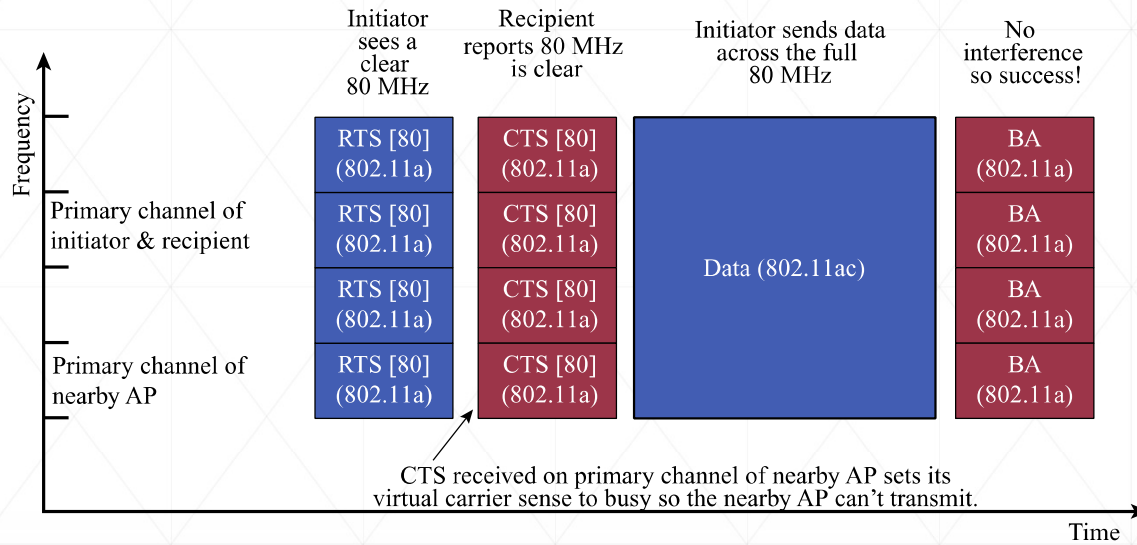 Initiator
sees a
clear
80 MHz
Recipient
reports 80 MHz
is clear
Initiator sends data
across the full
80 MHz
No
interference
so success!
Frequency
Primary channel of
initiator & recipient
Primary channel of
nearby AP
RTS [80]
(802.11a)
RTS [80]
(802.11a)
RTS [80]
(802.11a)
RTS [80]
(802.11a)
CTS [80]
(802.11a)
CTS [80]
(802.11a)
CTS [80]
(802.11a)
CTS [80]
(802.11a)
Data (802.11ac)
BA
(802.11a)
BA
(802.11a)
BA
(802.11a)
BA
(802.11a)
CTS received on primary channel of nearby AP sets its
virtual carrier sense to busy so the nearby AP can’t transmit.
Time